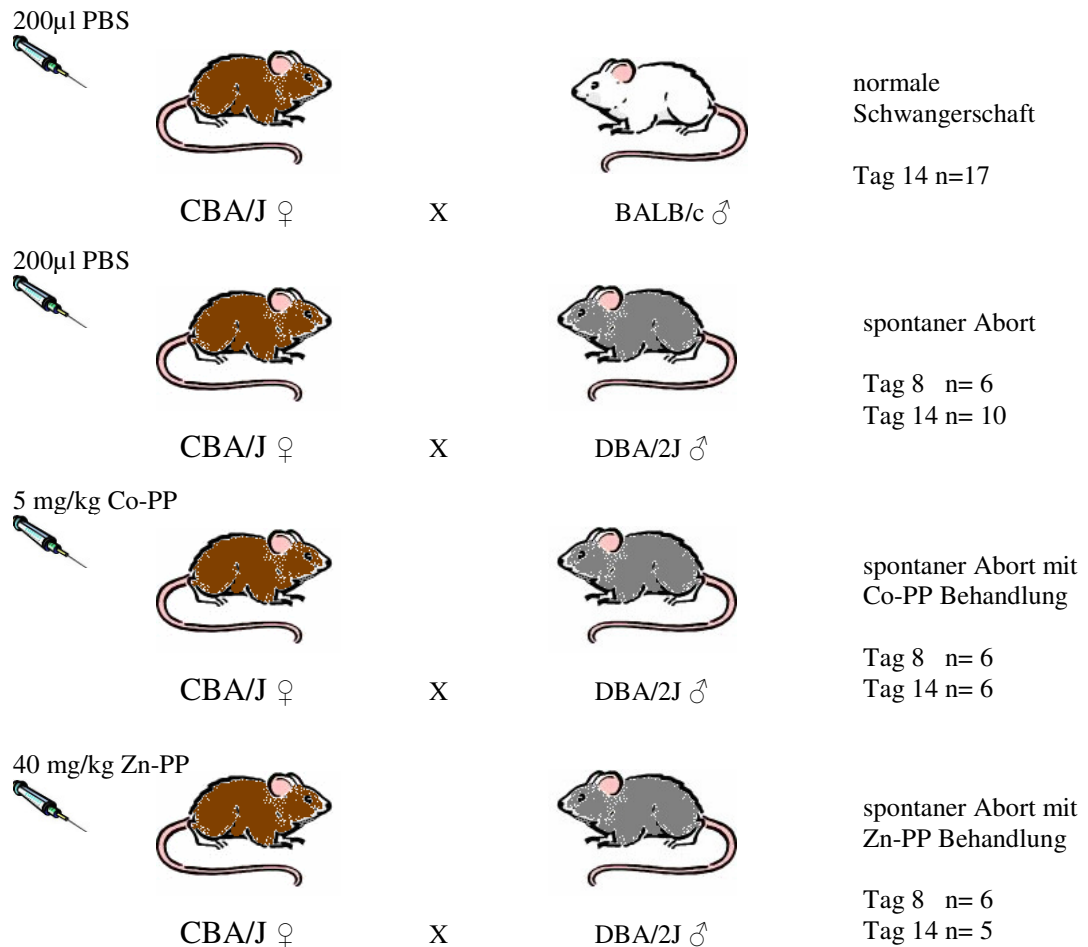 200µl PBS
normale
Schwangerschaft
Tag 14 n=17
CBA/J ♀ X BALB/c ♂
200µl PBS
spontaner Abort
Tag 8 n= 6
Tag 14 n= 10
CBA/J ♀ X DBA/2J ♂
5 mg/kg Co-PP
spontaner Abort mit
Co-PP Behandlung
Tag 8 n= 6
Tag 14 n= 6
CBA/J ♀ X DBA/2J ♂
40 mg/kg Zn-PP
spontaner Abort mit
Zn-PP Behandlung
Tag 8 n= 6
Tag 14 n= 5
CBA/J ♀ X DBA/2J ♂